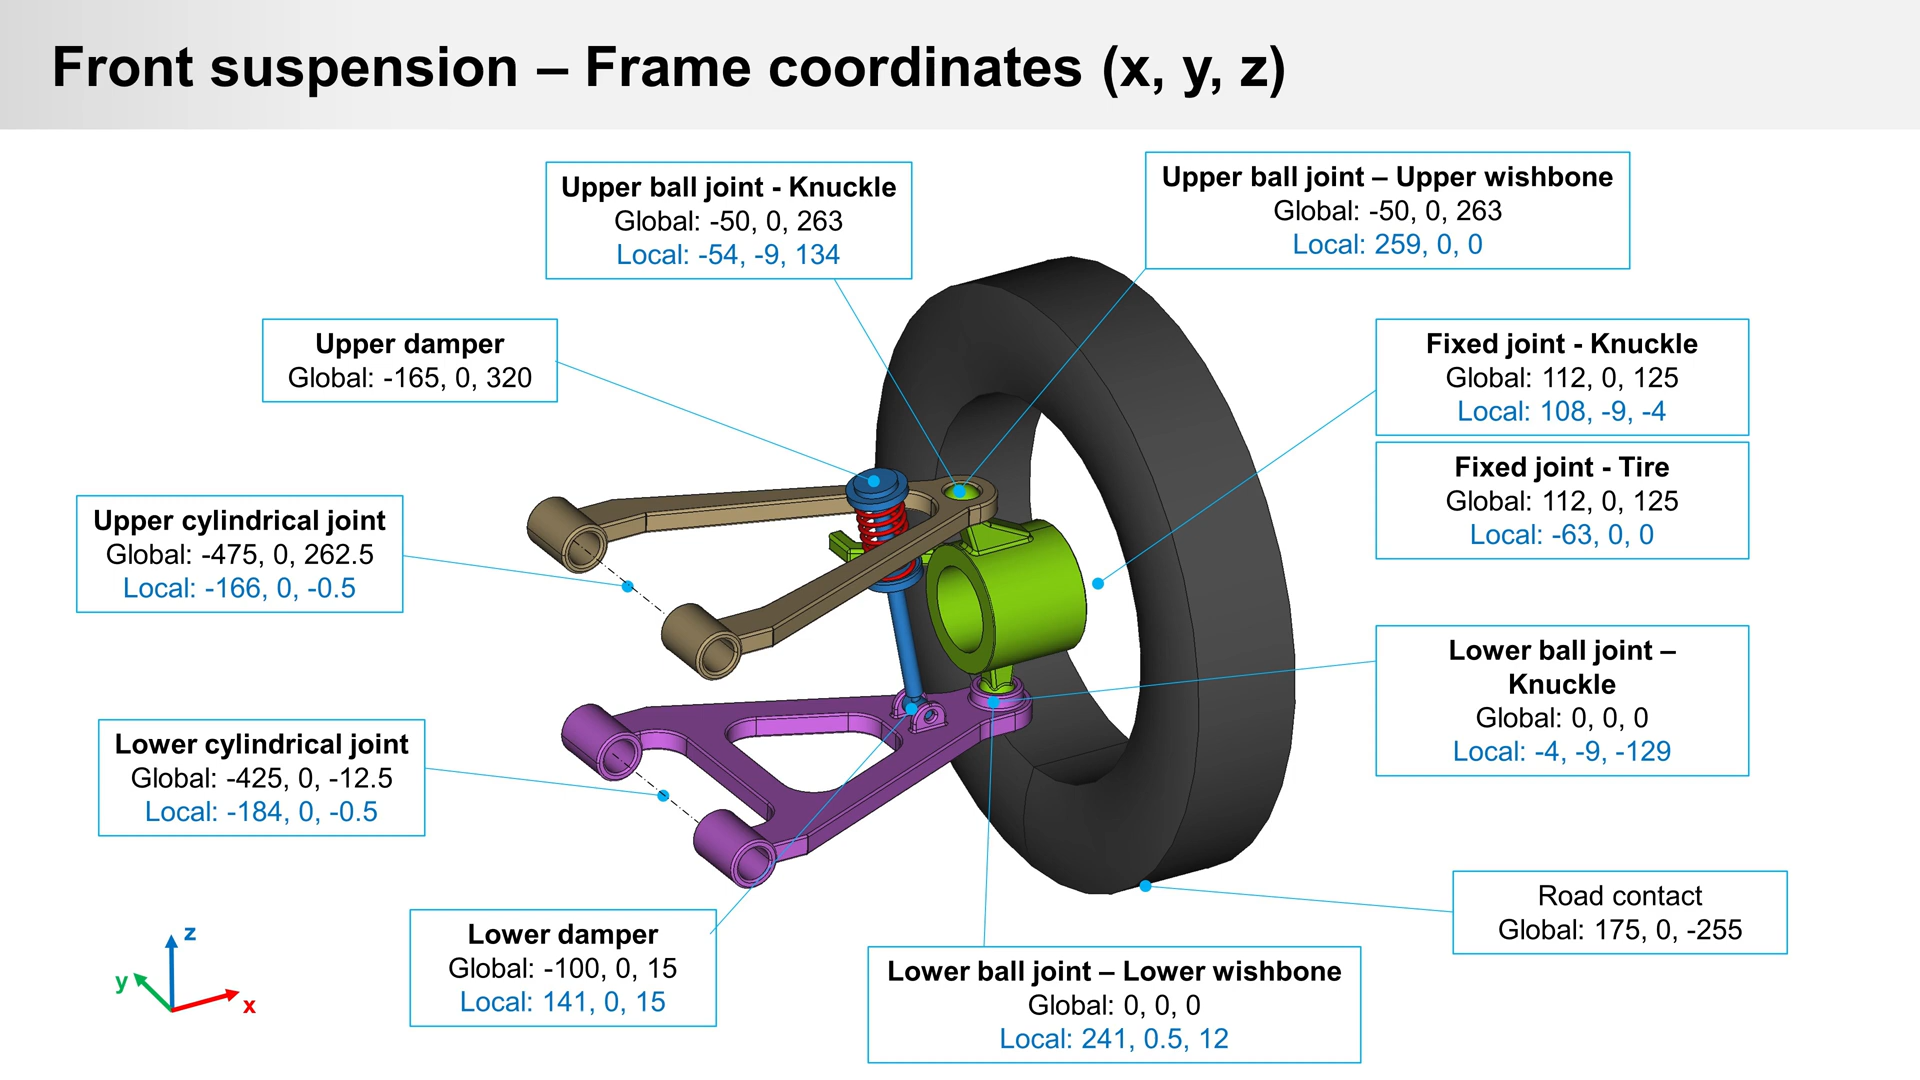 Front suspension – Frame coordinates (x, y, z)
Upper ball joint - Knuckle
Global: -50, 0, 263
Local: -54, -9, 134
Upper ball joint – Upper wishbone
Global: -50, 0, 263
Local: 259, 0, 0
Upper damper
Global: -165, 0, 320
Fixed joint - Knuckle
Global: 112, 0, 125
Local: 108, -9, -4
Fixed joint - Tire
Global: 112, 0, 125
Local: -63, 0, 0
Upper cylindrical joint
Global: -475, 0, 262.5
Local: -166, 0, -0.5
Lower ball joint –
Knuckle
Global: 0, 0, 0
Local: -4, -9, -129
Lower cylindrical joint
Global: -425, 0, -12.5
Local: -184, 0, -0.5
Road contact
Global: 175, 0, -255
Lower damper
Global: -100, 0, 15
Local: 141, 0, 15
Lower ball joint – Lower wishbone
Global: 0, 0, 0
Local: 241, 0.5, 12
z
y
x